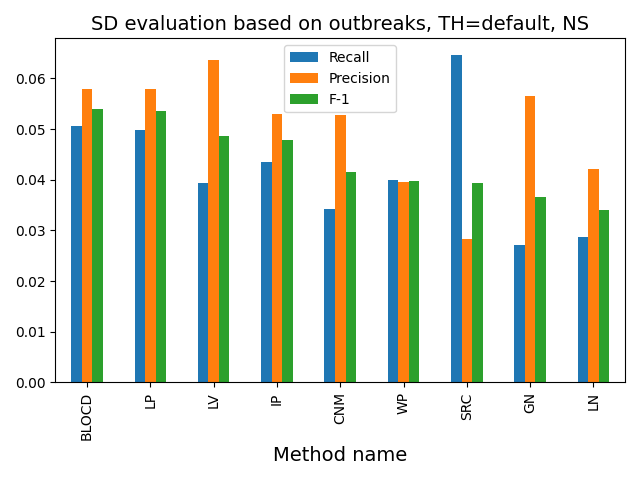 SD evaluation based on outbreaks, TH=default, NS
Recall
Precision
F-1
0.06
0.05
0.04
0.03
0.02
0.01
0.00
BLOCD
LP
LV
IP
CNM
WP
SRC
GN
LN
Method name